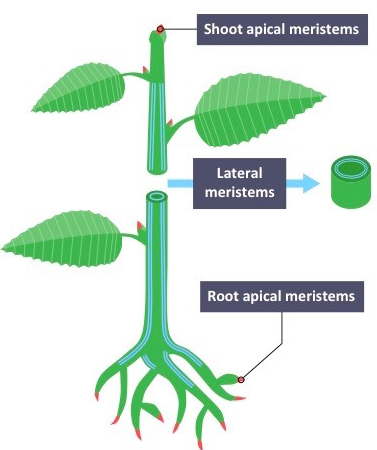 Shoot apical meristems
Lateral
meristems
Root apical meristems